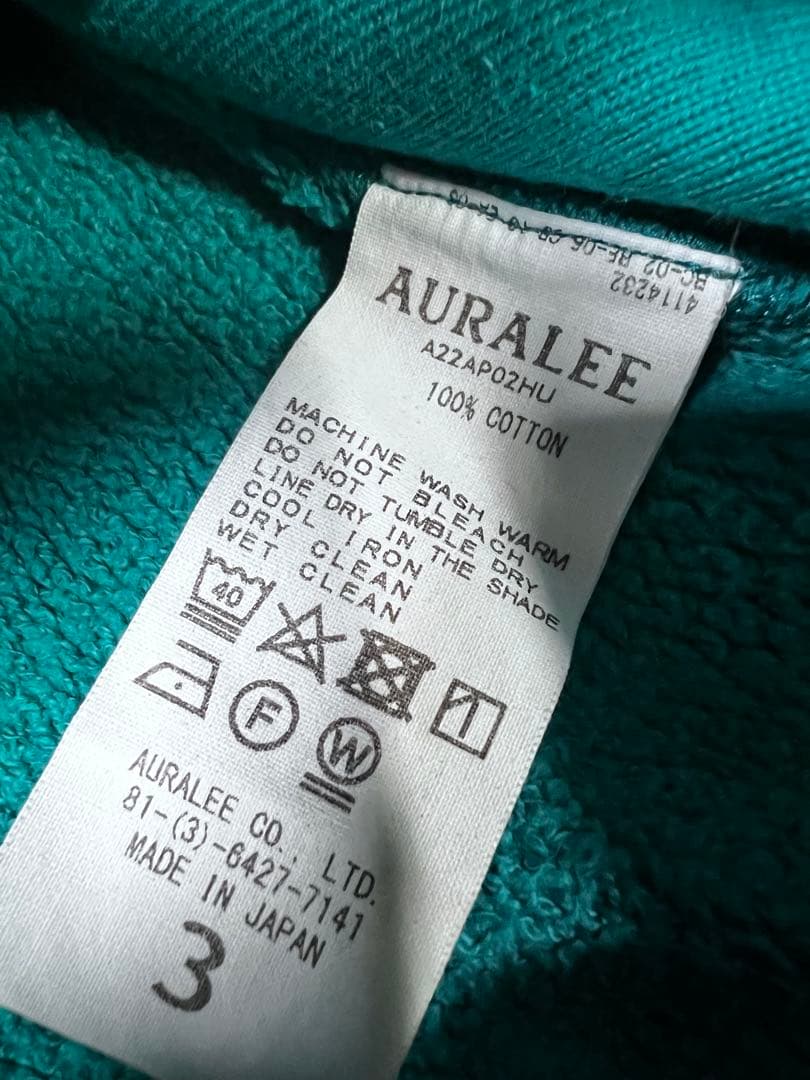 4114232
AURALEE
A22AP02HU
100% COTTON
MACHINE WASH WARM
DO NOT BLEACH
DO NOT TUMBLE DRY
LINE DRY IN THE SHADE
COOL IRON
DRY CLEAN
WET CLEAN
40
F
W
AURALEE CO., LTD.
81-(3)-6427-7141
MADE IN JAPAN
3